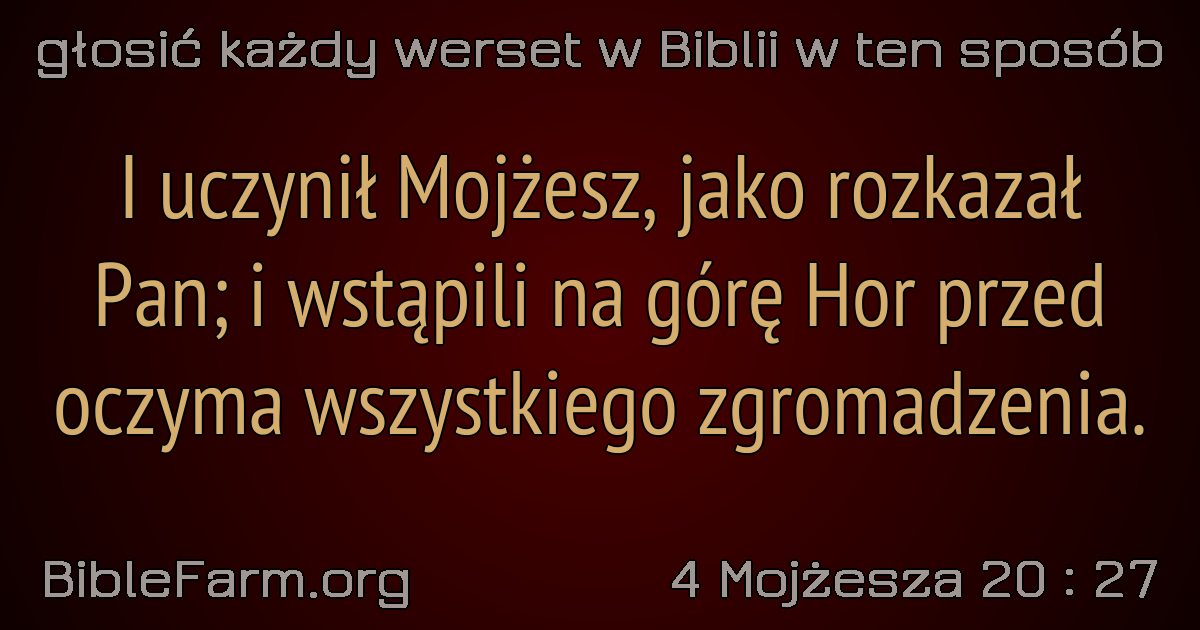 głosić każdy werset w Biblii w ten sposób
I uczynił Mojżesz, jako rozkazał
Pan; i wstąpili na górę Hor przed
oczyma wszystkiego zgromadzenia.
BibleFarm.org
4 Mojżesza 20 : 27